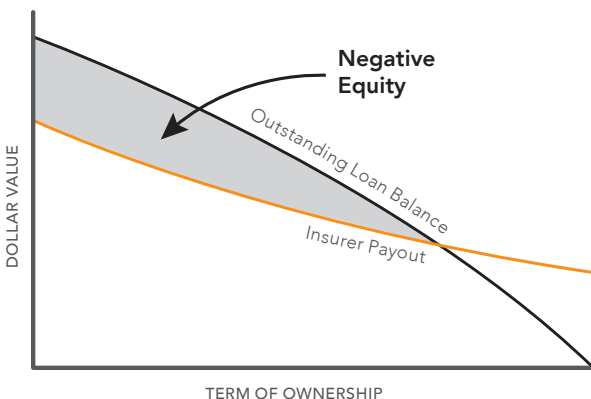 Negative
Equity
Outstanding Loan Balance
Insurer Payout
DOLLAR VALUE
TERM OF OWNERSHIP